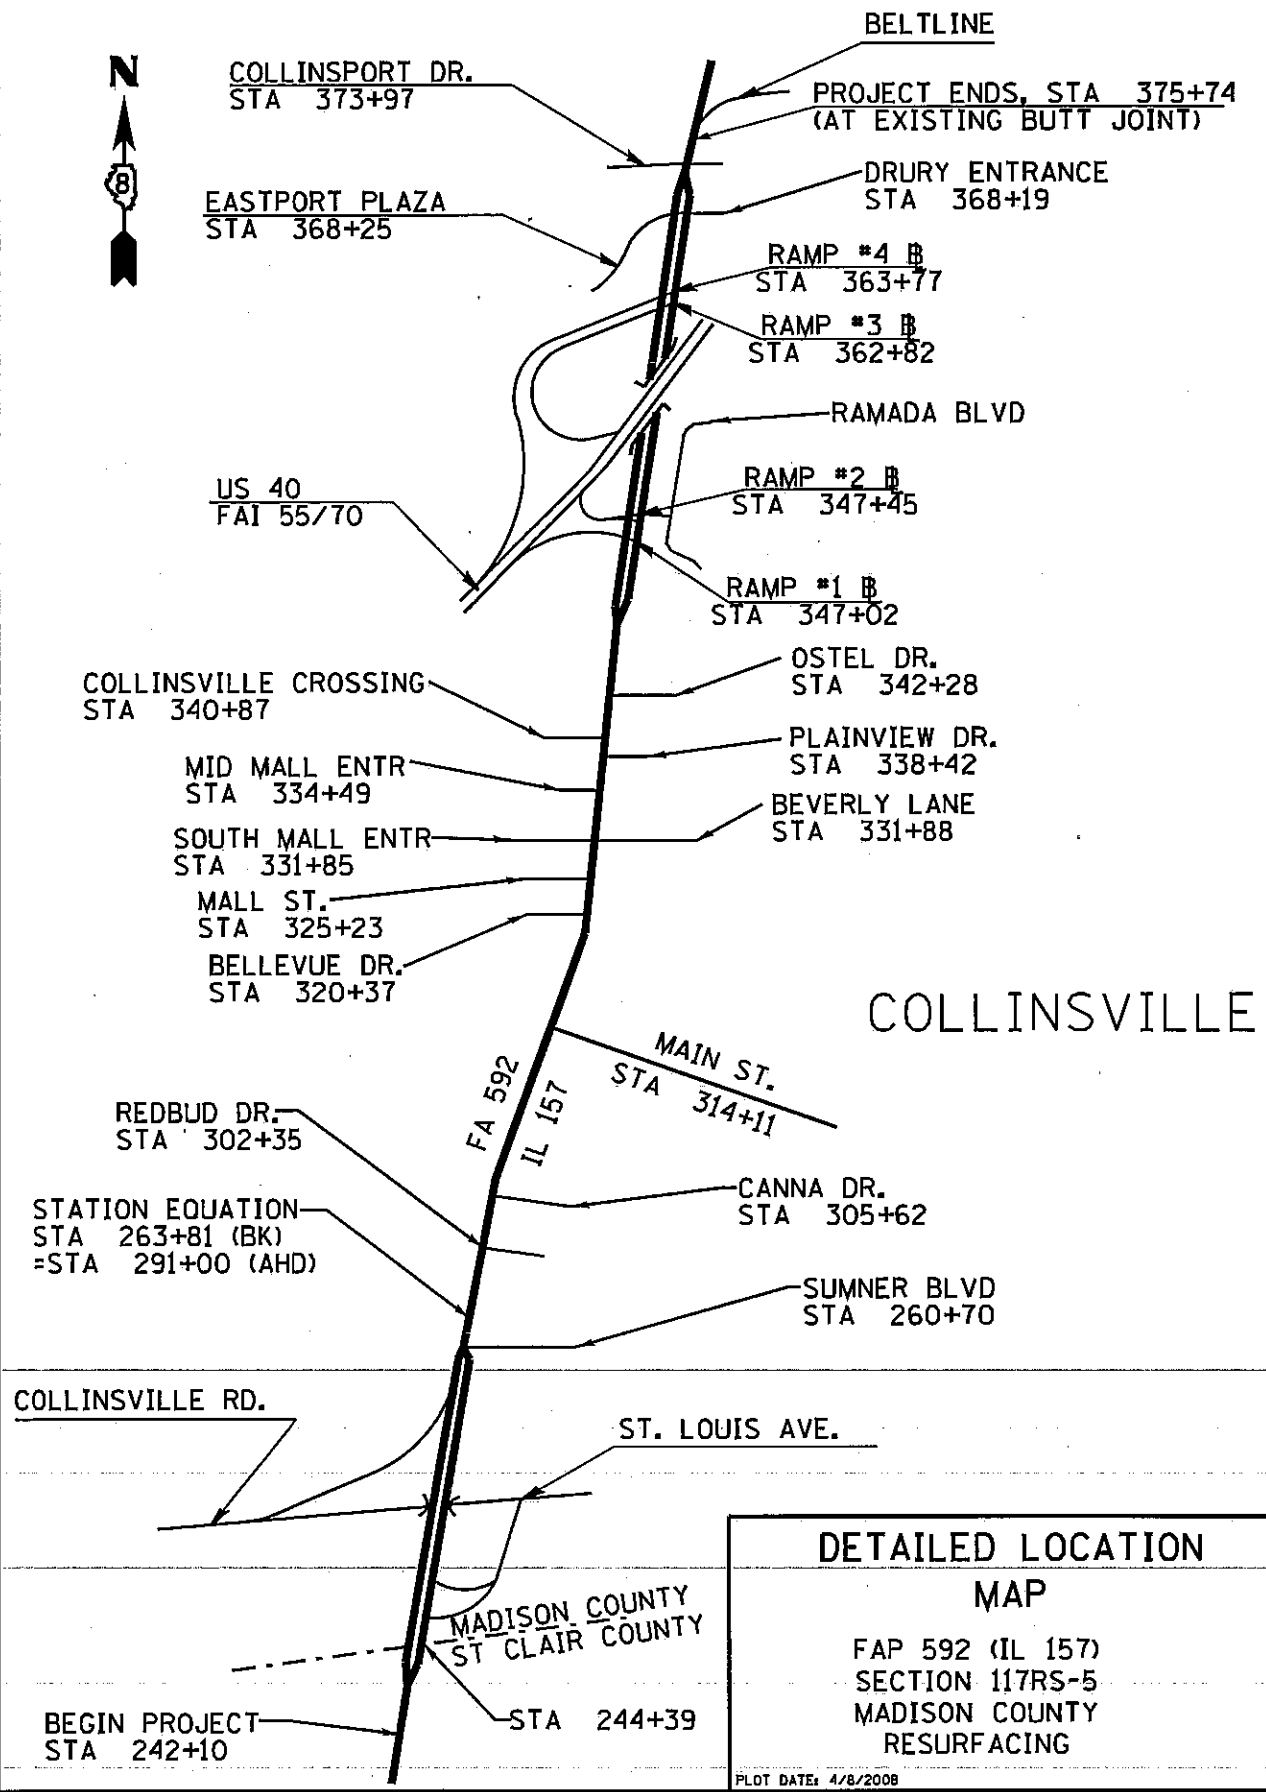 BELTLINE
N
COLLINSPORT DR.
STA 373+97
PROJECT ENDS, STA 375+74
(AT EXISTING BUTT JOINT)
8
DRURY ENTRANCE
STA 368+19
EASTPORT PLAZA
STA 368+25
RAMP #4 B
STA 363+77
RAMP #3 B
STA 362+82
RAMADA BLVD
US 40
FAI 55/70
RAMP #2 B
STA 347+45
RAMP #1 B
STA 347+02
OSTEL DR.
STA 342+28
COLLINSVILLE CROSSING
STA 340+87
PLAINVIEW DR.
STA 338+42
MID MALL ENTR
STA 334+49
BEVERLY LANE
STA 331+88
SOUTH MALL ENTR
STA 331+85
MALL ST.
STA 325+23
BELLEVUE DR.
STA 320+37
COLLINSVILLE
MAIN ST.
STA 314+11
FA 592
IL 157
REDBUD DR.
STA 302+35
CANNA DR.
STA 305+62
STATION EQUATION
STA 263+81 (BK)
=STA 291+00 (AHD)
SUMNER BLVD
STA 260+70
COLLINSVILLE RD.
ST. LOUIS AVE.
MADISON COUNTY
ST CLAIR COUNTY
STA 244+39
BEGIN PROJECT
STA 242+10
DETAILED LOCATION
MAP
FAP 592 (IL 157)
SECTION 117RS-5
MADISON COUNTY
RESURFACING
PLOT DATE: 4/8/2008